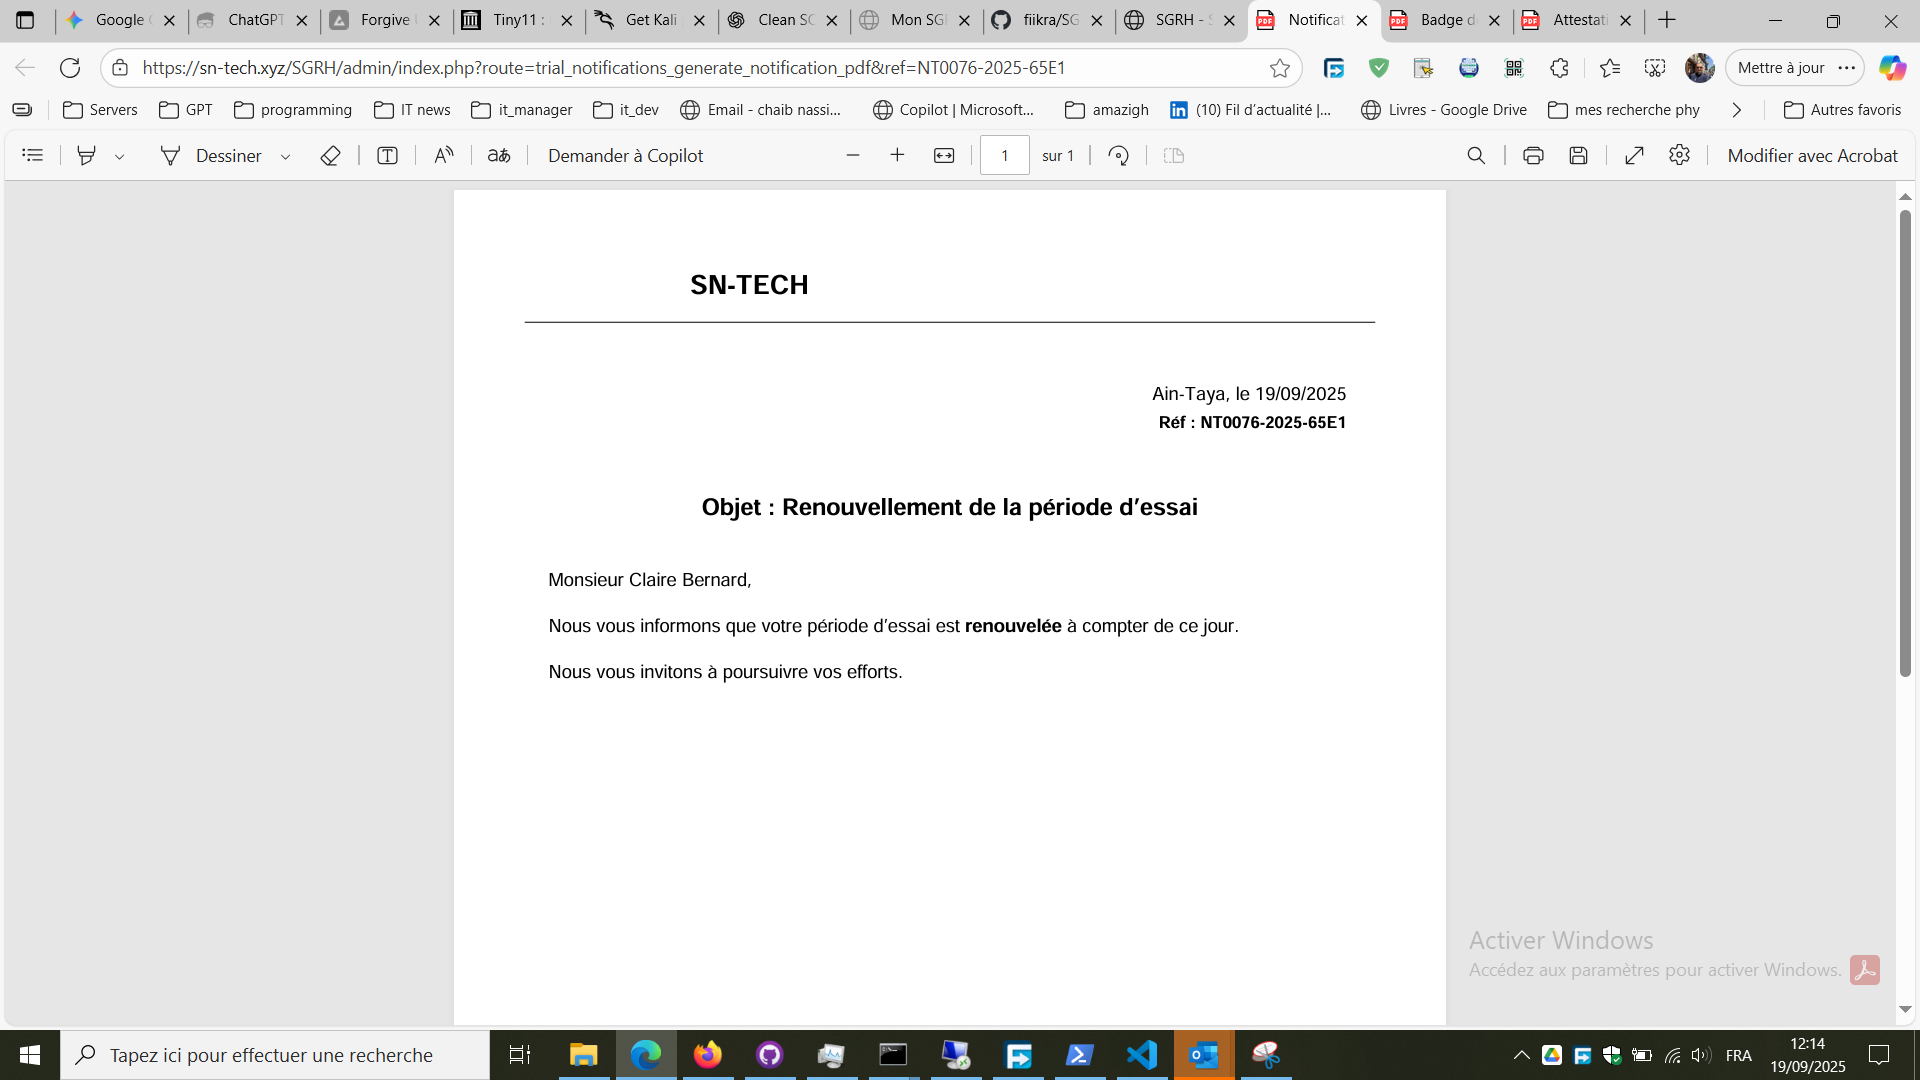 Google
ChatGPT
Forgive
Tiny11 :
Get Kali
Clean SC
Mon SG
fiikra/SG
SGRH -
Notificat
Badge d
Attestati
https://sn-tech.xyz/SGRH/admin/index.php?route=trial_notifications_generate_notification_pdf&ref=NT0076-2025-65E1
Mettre à jour
Servers
GPT
programming
IT news
it_manager
it_dev
Email - chaib nassi...
Copilot | Microsoft...
amazigh
(10) Fil d’actualité |...
Livres - Google Drive
mes recherche phy
Autres favoris
Dessiner
Demander à Copilot
1
sur 1
Modifier avec Acrobat
SN-TECH
Ain-Taya, le 19/09/2025
Réf : NT0076-2025-65E1
Objet : Renouvellement de la période d’essai
Monsieur Claire Bernard,
Nous vous informons que votre période d’essai est renouvelée à compter de ce jour.
Nous vous invitons à poursuivre vos efforts.
Activer Windows
Accédez aux paramètres pour activer Windows.
Tapez ici pour effectuer une recherche
FRA
12:14
19/09/2025